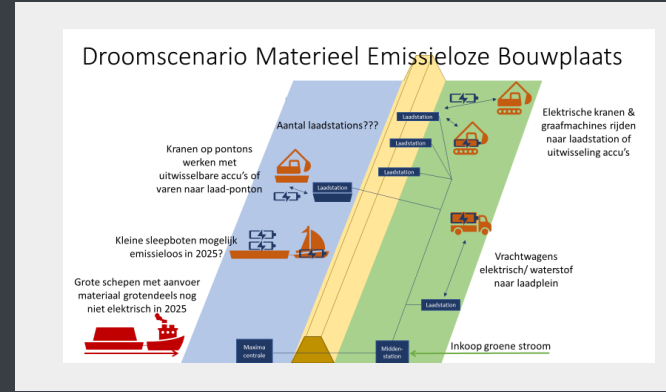 Droomscenario Materieel Emissieloze Bouwplaats
Aantal laadstations???
Laadstation
Laadstation
Laadstation
Elektrische kranen &
graafmachines rijden
naar laadstation of
uitwisseling accu's
Kranen op pontons
werken met
uitwisselbare accu's of
varen naar laad-ponton
Laadstation
Kleine sleepboten mogelijk
emissieloos in 2025?
Vrachtwagens
elektrisch/ waterstof
naar laadplein
Grote schepen met aanvoer
materiaal grotendeels nog
niet elektrisch in 2025
Laadstation
Maxima
centrale
Midden-
station
Inkoop groene stroom